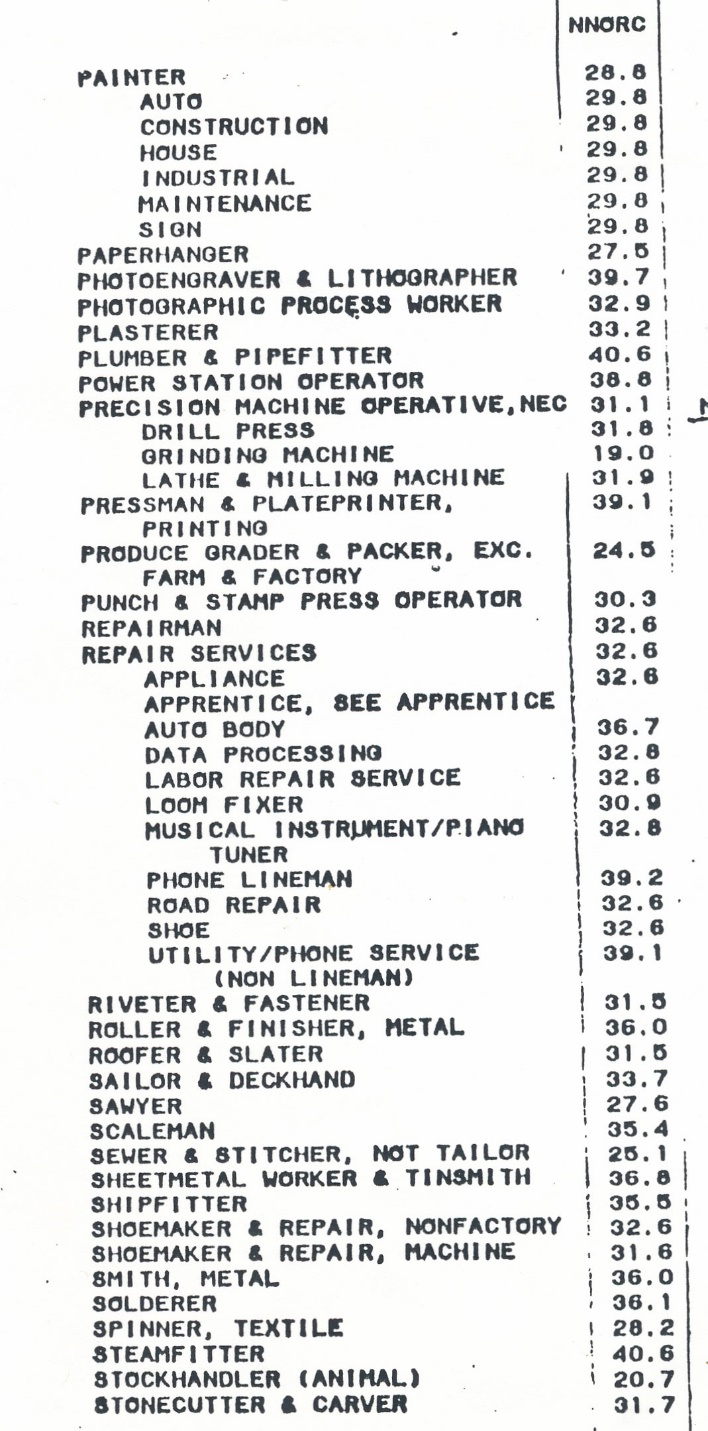 NNORC
PAINTER 28.8
AUTO 29.8
CONSTRUCTION 29.8
HOUSE 29.8
INDUSTRIAL 29.8
MAINTENANCE 29.8
SIGN 29.8
PAPERHANGER 27.5
PHOTOENGRAVER & LITHOGRAPHER 39.7
PHOTOGRAPHIC PROCESS WORKER 32.9
PLASTERER 33.2
PLUMBER & PIPEFITTER 40.6
POWER STATION OPERATOR 38.8
PRECISION MACHINE OPERATIVE,NEC 31.1
DRILL PRESS 31.8
GRINDING MACHINE 19.0
LATHE & MILLING MACHINE 31.9
PRESSMAN & PLATEPRINTER, 39.1
PRINTING
PRODUCE GRADER & PACKER, EXC. 24.5
FARM & FACTORY
PUNCH & STAMP PRESS OPERATOR 30.3
REPAIRMAN 32.6
REPAIR SERVICES 32.6
APPLIANCE 32.6
APPRENTICE, SEE APPRENTICE
AUTO BODY 36.7
DATA PROCESSING 32.8
LABOR REPAIR SERVICE 32.6
LOOM FIXER 30.9
MUSICAL INSTRUMENT/PIANO 32.8
TUNER
PHONE LINEMAN 39.2
ROAD REPAIR 32.6
SHOE 32.6
UTILITY/PHONE SERVICE 39.1
(NON LINEMAN)
RIVETER & FASTENER 31.5
ROLLER & FINISHER, METAL 36.0
ROOFER & SLATER 31.5
SAILOR & DECKHAND 33.7
SAWYER 27.6
SCALEMAN 35.4
SEWER & STITCHER, NOT TAILOR 25.1
SHEETMETAL WORKER & TINSMITH 36.8
SHIPFITTER 35.5
SHOEMAKER & REPAIR, NONFACTORY 32.6
SHOEMAKER & REPAIR, MACHINE 31.6
SMITH, METAL 36.0
SOLDERER 36.1
SPINNER, TEXTILE 28.2
STEAMFITTER 40.6
STOCKHANDLER (ANIMAL) 20.7
STONECUTTER & CARVER 31.7